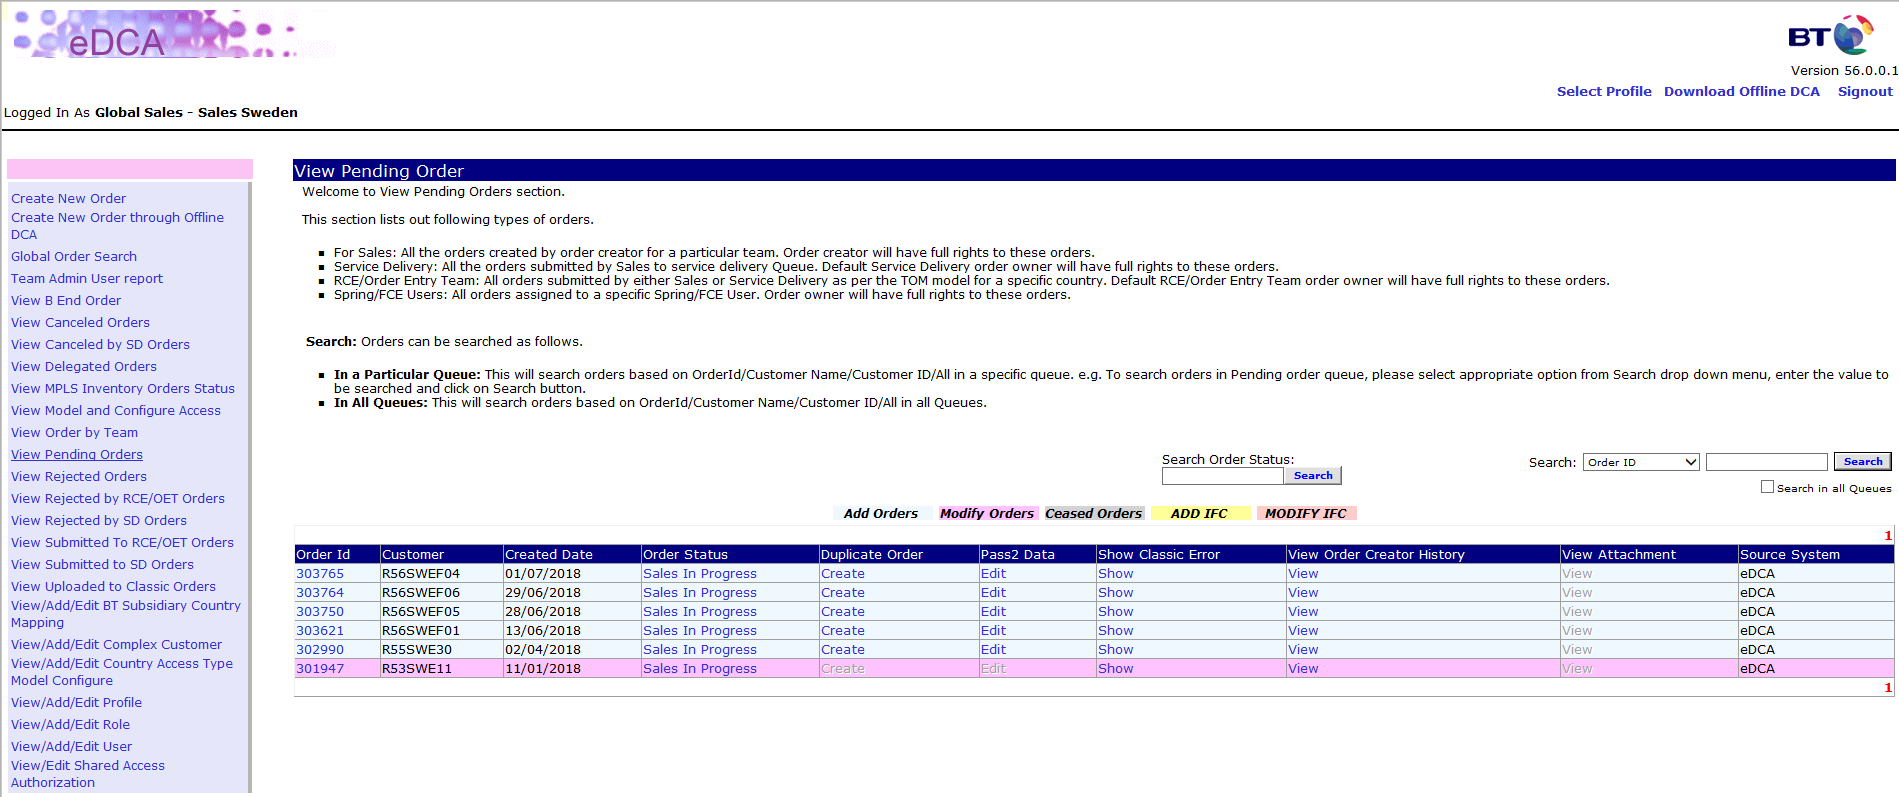 eDCA
BT
Version 56.0.0.1
Select Profile Download Offline DCA Signout
Logged In As Global Sales - Sales Sweden
Create New Order
Create New Order through Offline
DCA
Global Order Search
Team Admin User report
View B End Order
View Canceled Orders
View Canceled by SD Orders
View Delegated Orders
View MPLS Inventory Orders Status
View Model and Configure Access
View Order by Team
View Pending Orders
View Rejected Orders
View Rejected by RCE/OET Orders
View Rejected by SD Orders
View Submitted To RCE/OET Orders
View Submitted to SD Orders
View Uploaded to Classic Orders
View/Add/Edit BT Subsidiary Country
Mapping
View/Add/Edit Complex Customer
View/Add/Edit Country Access Type
Model Configure
View/Add/Edit Profile
View/Add/Edit Role
View/Add/Edit User
View/Edit Shared Access
Authorization
View Pending Order
Welcome to View Pending Orders section.
This section lists out following types of orders.
For Sales: All the orders created by order creator for a particular team. Order creator will have full rights to these orders.
Service Delivery: All the orders submitted by Sales to service delivery Queue. Default Service Delivery order owner will have full rights to these orders.
RCE/Order Entry Team: All orders submitted by either Sales or Service Delivery as per the TOM model for a specific country. Default RCE/Order Entry Team order owner will have full rights to these orders.
Spring/FCE Users: All orders assigned to a specific Spring/FCE User. Order owner will have full rights to these orders.
Search: Orders can be searched as follows.
In a Particular Queue: This will search orders based on OrderId/Customer Name/Customer ID/All in a specific queue. e.g. To search orders in Pending order queue, please select appropriate option from Search drop down menu, enter the value to
be searched and click on Search button.
In All Queues: This will search orders based on OrderId/Customer Name/Customer ID/All in all Queues.
Search Order Status:
Search
Search: Order ID Search
Search in all Queues
Add Orders Modify Orders Ceased Orders ADD IFC MODIFY IFC
1
Order Id Customer Created Date Order Status Duplicate Order Pass2 Data Show Classic Error View Order Creator History View Attachment Source System
303765 R56SWEF04 01/07/2018 Sales In Progress Create Edit Show View View eDCA
303764 R56SWEF06 29/06/2018 Sales In Progress Create Edit Show View View eDCA
303750 R56SWEF05 28/06/2018 Sales In Progress Create Edit Show View View eDCA
303621 R56SWEF01 13/06/2018 Sales In Progress Create Edit Show View View eDCA
302990 R55SWE30 02/04/2018 Sales In Progress Create Edit Show View View eDCA
301947 R53SWE11 11/01/2018 Sales In Progress Create Edit Show View View eDCA
1